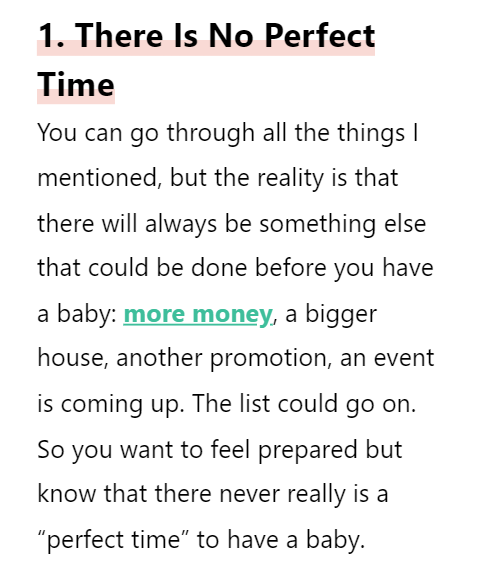 1. There Is No Perfect
Time
You can go through all the things I
mentioned, but the reality is that
there will always be something else
that could be done before you have
a baby: more money, a bigger
house, another promotion, an event
is coming up. The list could go on.
So you want to feel prepared but
know that there never really is a
“perfect time” to have a baby.